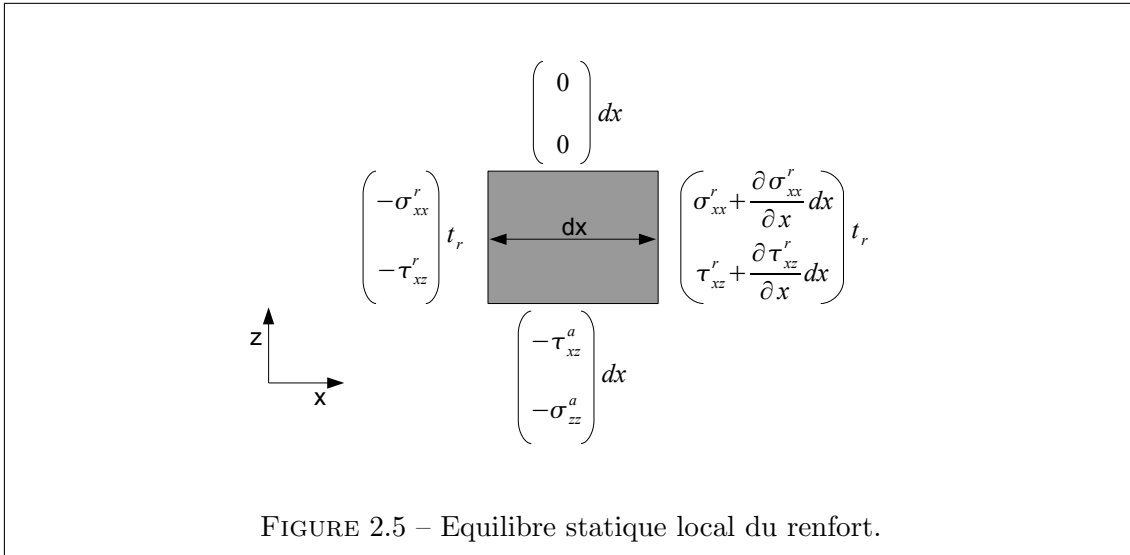 ( 0
0 ) dx
( −σ^r_xx
−τ^r_xz ) t_r
dx
( σ^r_xx + ∂σ^r_xx/∂x dx
τ^r_xz + ∂τ^r_xz/∂x dx ) t_r
z
x
( −τ^a_xz
−σ^a_zz ) dx
FIGURE 2.5 – Equilibre statique local du renfort.